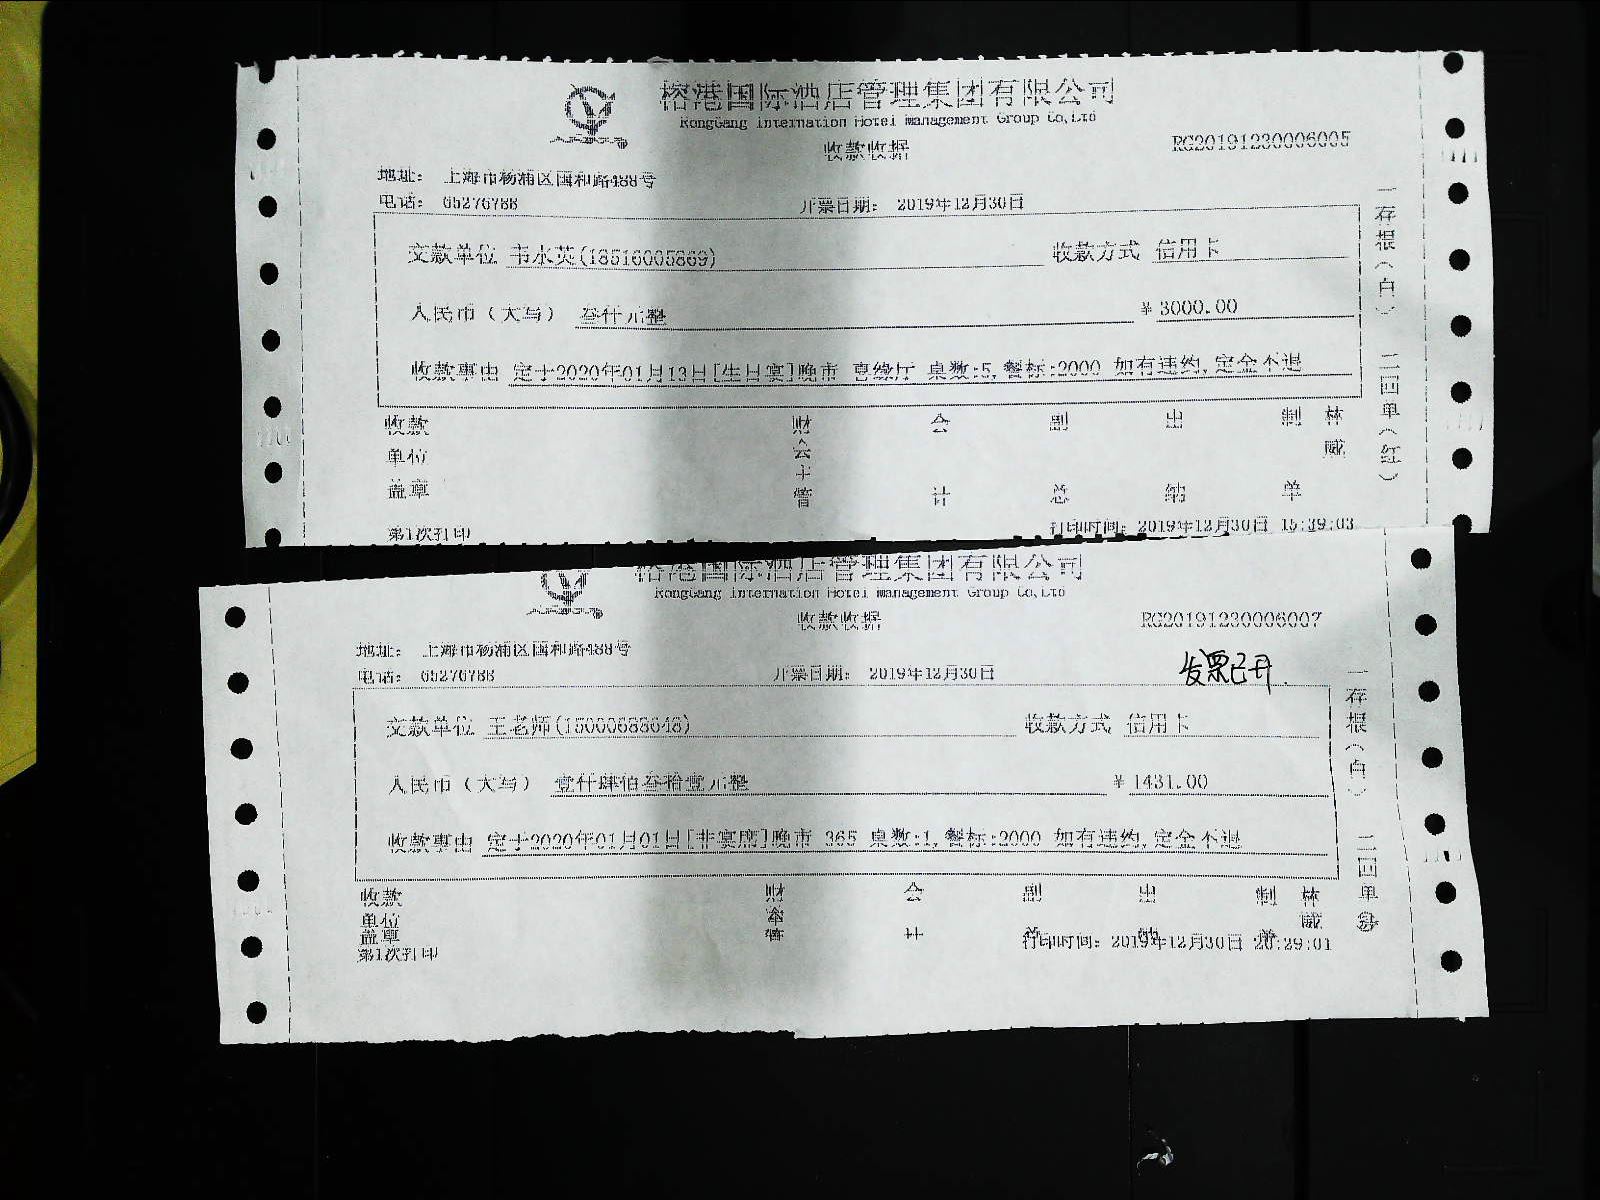 榕港国际酒店管理集团有限公司
RongGang International Hotel Management Group Co,Ltd
收款收据
RG20191230006005
地址： 上海市杨浦区国和路488号
电话： 65276788
开票日期： 2019年12月30日
交款单位 韦水英(18516005869)
收款方式 信用卡
人民币（大写） 叁仟元整
￥3000.00
收款事由 定于2020年01月13日[生日宴]晚市 喜缘厅 桌数:5,餐标:2000 如有违约,定金不退
收款单位盖章
财会主管
会计
副总
出纳
制单
林威
第1次打印
打印时间：2019年12月30日 15:39:03
一存根（白） 二回单（红）
榕港国际酒店管理集团有限公司
RongGang International Hotel Management Group Co,Ltd
收款收据
RG20191230006007
地址： 上海市杨浦区国和路488号
电话： 65276788
开票日期： 2019年12月30日
发票已开
交款单位 王老师(15000688648)
收款方式 信用卡
人民币（大写） 壹仟肆佰叁拾壹元整
￥1431.00
收款事由 定于2020年01月01日[非宴席]晚市 365 桌数:1,餐标:2000 如有违约,定金不退
收款单位盖章
会计
林威
第1次打印
打印时间：2019年12月30日 20:29:01
一存根（白） 二回单